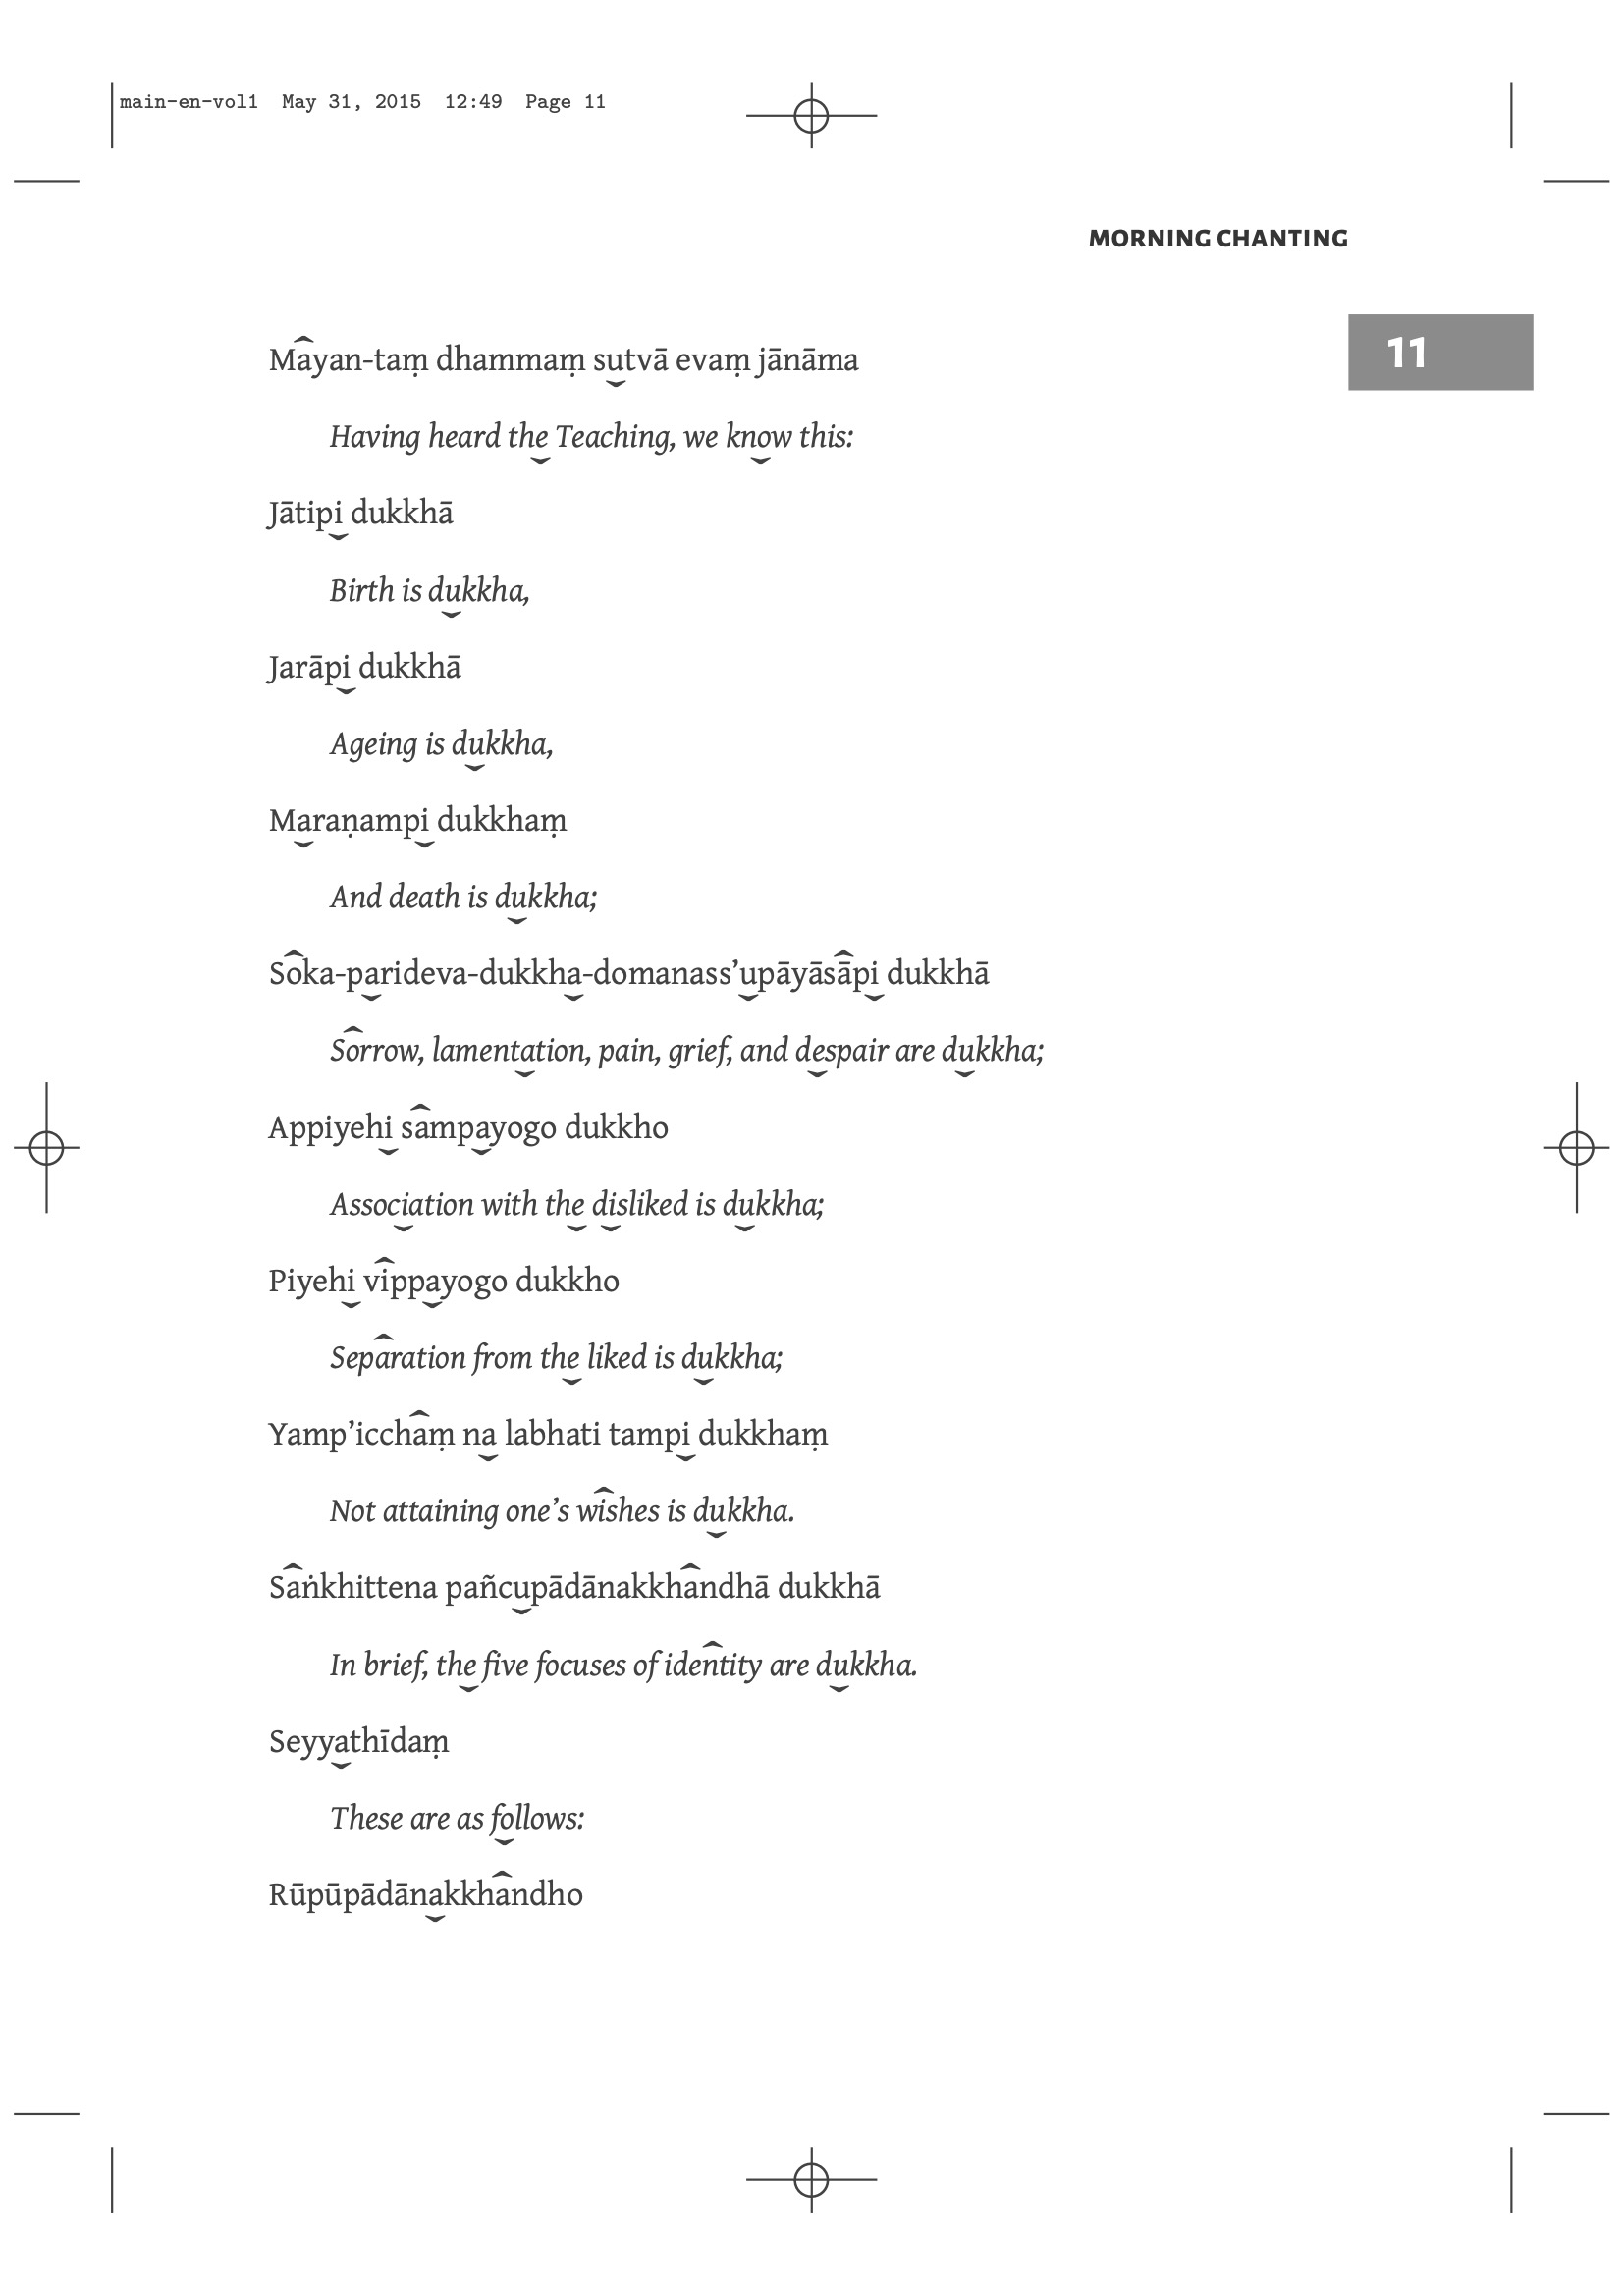 main-en-vol1 May 31, 2015 12:49 Page 11
MORNING CHANTING
11
Mayan-taṃ dhammaṃ sutvā evaṃ jānāma
Having heard the Teaching, we know this:
Jātipi dukkhā
Birth is dukkha,
Jarāpi dukkhā
Ageing is dukkha,
Maraṇampi dukkhaṃ
And death is dukkha;
Soka-parideva-dukkha-domanass’upāyāsāpi dukkhā
Sorrow, lamentation, pain, grief, and despair are dukkha;
Appiyehi sampayogo dukkho
Association with the disliked is dukkha;
Piyehi vippayogo dukkho
Separation from the liked is dukkha;
Yamp’icchaṃ na labhati tampi dukkhaṃ
Not attaining one’s wishes is dukkha.
Saṅkhittena pañcupādānakkhandhā dukkhā
In brief, the five focuses of identity are dukkha.
Seyyathīdaṃ
These are as follows:
Rūpūpādānakkhandho